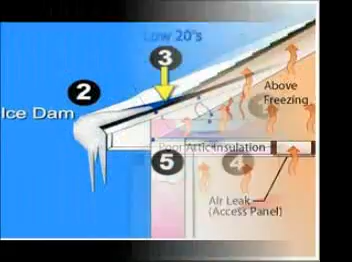 Low 20's
3
2
Above
Freezing
Ice Dam
Poor Attic Insulation
5
4
Air Leak
(Access Panel)